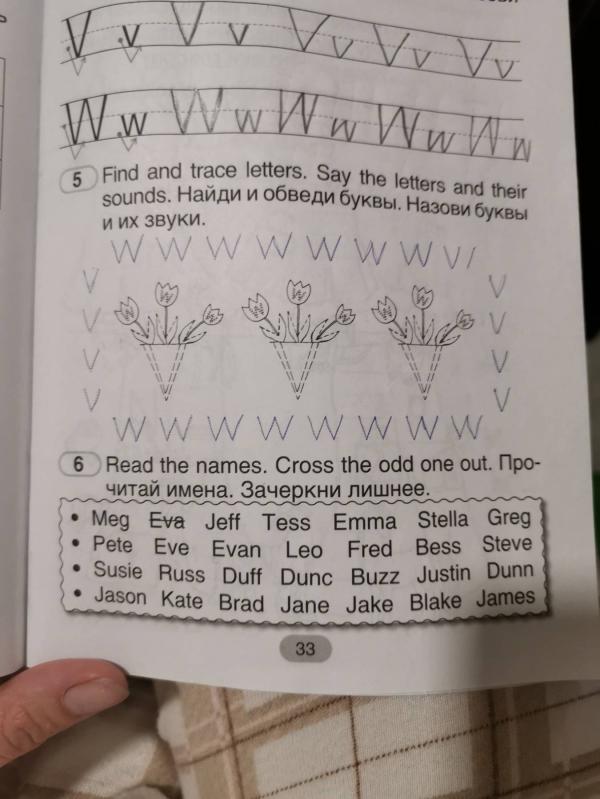 V v V v V v V v V v
W w W w W w W w W w
5 Find and trace letters. Say the letters and their
sounds. Найди и обведи буквы. Назови буквы
и их звуки.
W W W W W W W V /
V V
V V
V V
V V
W W W W W W W W
6 Read the names. Cross the odd one out. Про-
читай имена. Зачеркни лишнее.
• Meg Eva Jeff Tess Emma Stella Greg
• Pete Eve Evan Leo Fred Bess Steve
• Susie Russ Duff Dunc Buzz Justin Dunn
• Jason Kate Brad Jane Jake Blake James
33